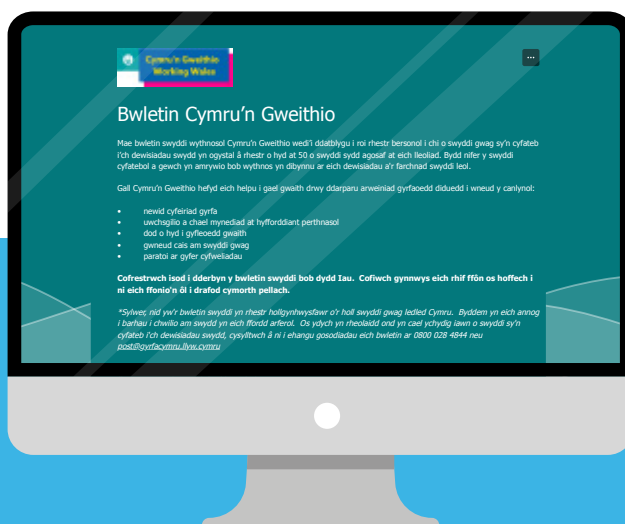 Cymru'n Gweithio
Working Wales
Bwletin Cymru'n Gweithio
Mae bwletin swyddi wythnosol Cymru'n Gweithio wedi'i ddatblygu i roi rhestr bersonol i chi o swyddi gwag sy'n cyfateb
i'ch dewisiadau swydd yn ogystal â rhestr o hyd at 50 o swyddi sydd agosaf at eich lleoliad. Bydd nifer y swyddi
cyfatebol a gewch yn amrywio bob wythnos yn dibynnu ar eich dewisiadau a'r farchnad swyddi leol.
Gall Cymru'n Gweithio hefyd eich helpu i gael gwaith drwy ddarparu arweiniad gyrfaoedd diduedd i wneud y canlynol:
• newid cyfeiriad gyrfa
• uwchsgilio a chael mynediad at hyfforddiant perthnasol
• dod o hyd i gyfleoedd gwaith
• gwneud cais am swyddi gwag
• paratoi ar gyfer cyfweliadau
Cofrestrwch isod i dderbyn y bwletin swyddi bob dydd Iau. Cofiwch gynnwys eich rhif ffôn os hoffech i
ni eich ffonio'n ôl i drafod cymorth pellach.
*Sylwer, nid yw'r bwletin swyddi yn rhestr hollgynhwysfawr o'r holl swyddi gwag ledled Cymru. Byddem yn eich annog
i barhau i chwilio am swydd yn eich ffordd arferol. Os ydych yn rheolaidd ond yn cael ychydig iawn o swyddi sy'n
cyfateb i'ch dewisiadau swydd, cysylltwch â ni i ehangu gosodiadau eich bwletin ar 0800 028 4844 neu
post@gyrfacymru.llyw.cymru